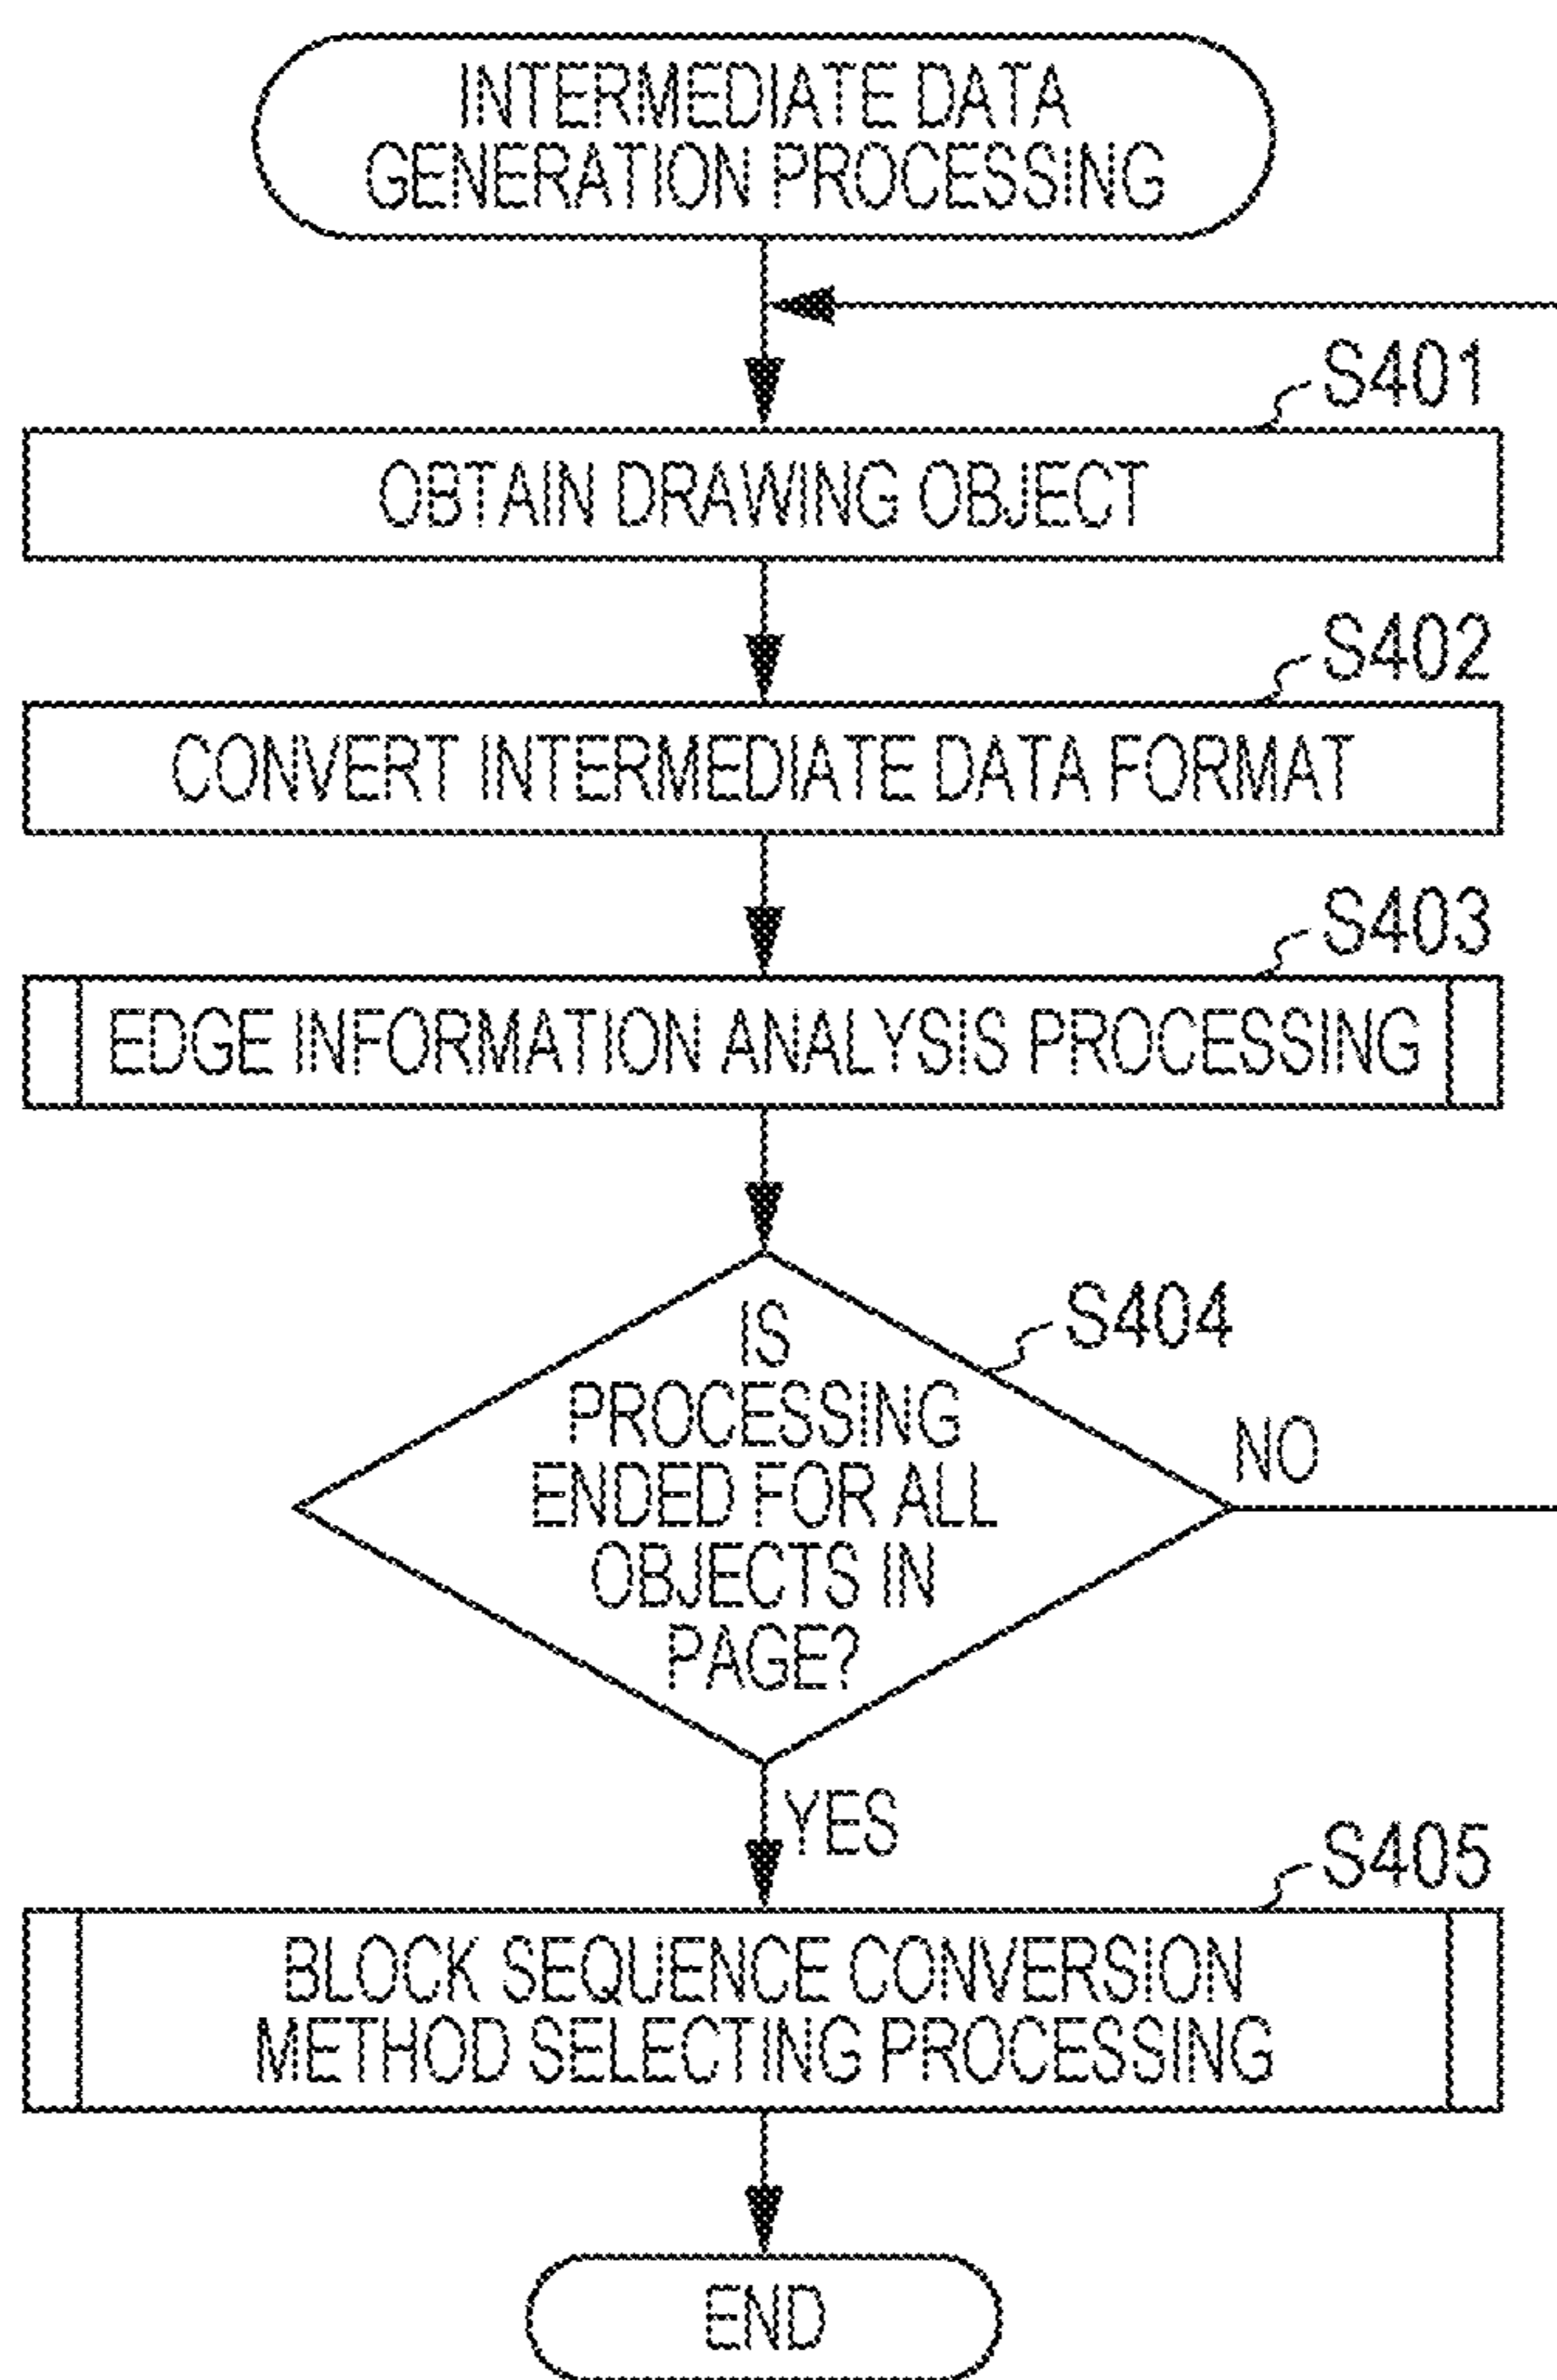 INTERMEDIATE DATA
GENERATION PROCESSING
S401
OBTAIN DRAWING OBJECT
S402
CONVERT INTERMEDIATE DATA FORMAT
S403
EDGE INFORMATION ANALYSIS PROCESSING
S404
IS
PROCESSING
ENDED FOR ALL
OBJECTS IN
PAGE?
NO
YES
S405
BLOCK SEQUENCE CONVERSION
METHOD SELECTING PROCESSING
END